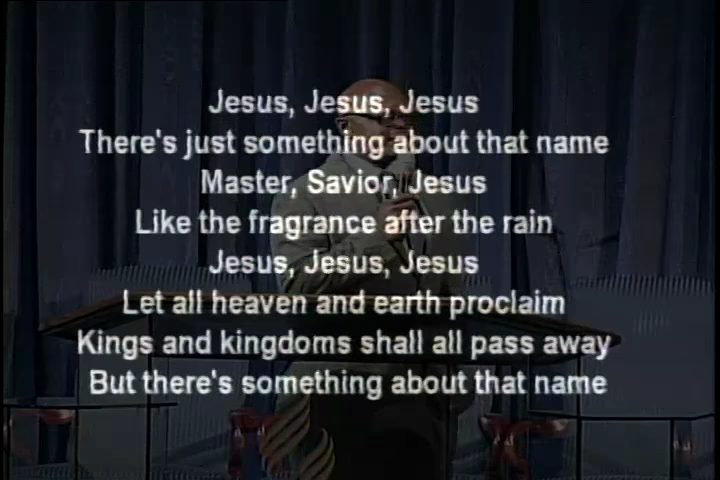 Jesus, Jesus, Jesus
There's just something about that name
Master, Savior, Jesus
Like the fragrance after the rain
Jesus, Jesus, Jesus
Let all heaven and earth proclaim
Kings and kingdoms shall all pass away
But there's something about that name